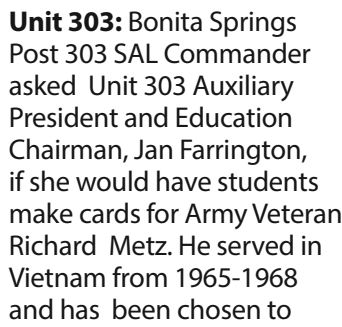 Unit 303: Bonita Springs
Post 303 SAL Commander
asked Unit 303 Auxiliary
President and Education
Chairman, Jan Farrington,
if she would have students
make cards for Army Veteran
Richard Metz. He served in
Vietnam from 1965-1968
and has been chosen to